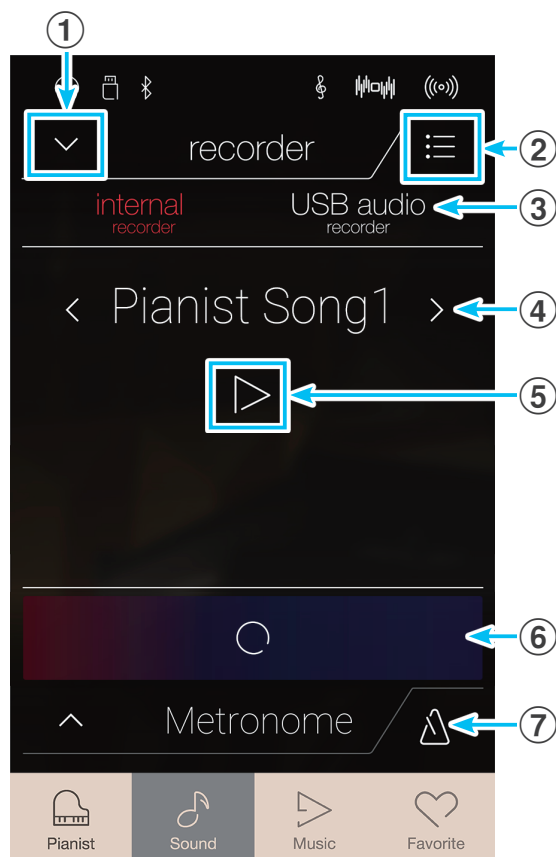 ①
recorder
②
internal
recorder
USB audio
recorder
③
Pianist Song1
④
⑤
⑥
Metronome
⑦
Pianist
Sound
Music
Favorite